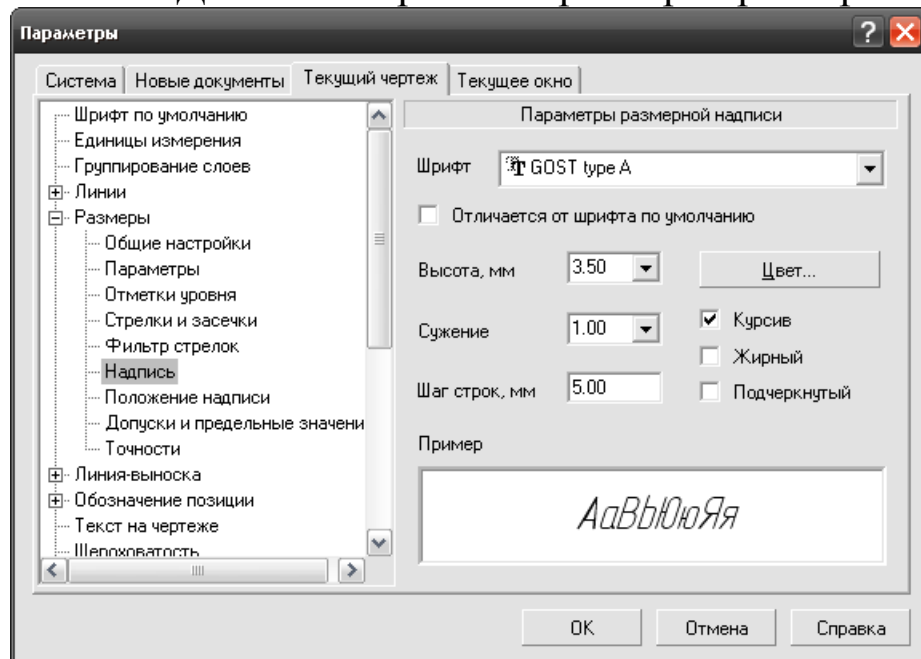 Параметры
Система Новые документы Текущий чертеж Текущее окно
Шрифт по умолчанию
Единицы измерения
Группирование слоев
Линии
Размеры
Общие настройки
Параметры
Отметки уровня
Стрелки и засечки
Фильтр стрелок
Надпись
Положение надписи
Допуски и предельные значени
Точности
Линия-выноска
Обозначение позиции
Текст на чертеже
Шероховатость
Параметры размерной надписи
Шрифт GOST type A
Отличается от шрифта по умолчанию
Высота, мм 3.50 Цвет...
Сужение 1.00 Курсив
Жирный
Шаг строк, мм 5.00 Подчеркнутый
Пример
АаВbЮюЯя
OK Отмена Справка